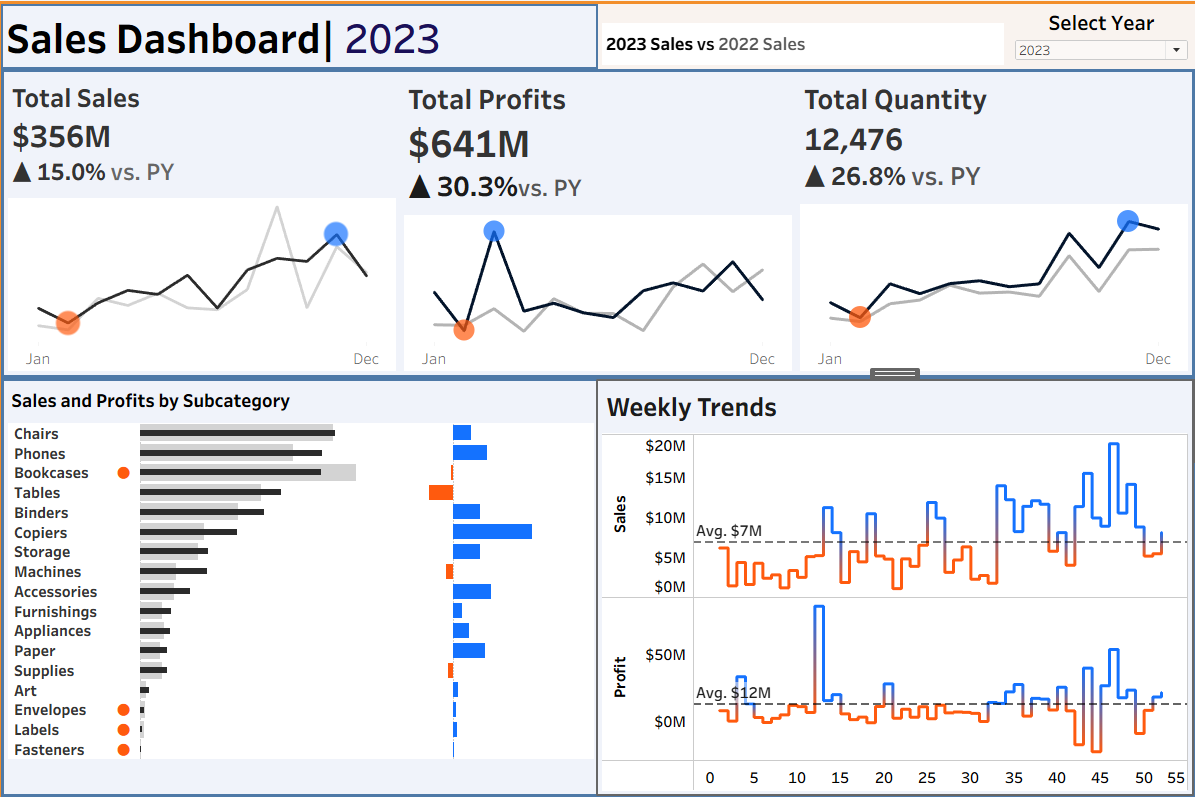 Sales Dashboard| 2023
2023 Sales vs 2022 Sales
Select Year
2023
Total Sales
$356M
▲ 15.0% vs. PY
Jan Dec
Total Profits
$641M
▲ 30.3%vs. PY
Jan Dec
Total Quantity
12,476
▲ 26.8% vs. PY
Jan Dec
Sales and Profits by Subcategory
Chairs
Phones
Bookcases
Tables
Binders
Copiers
Storage
Machines
Accessories
Furnishings
Appliances
Paper
Supplies
Art
Envelopes
Labels
Fasteners
Weekly Trends
Sales
$20M
$15M
$10M
$5M
$0M
Avg. $7M
Profit
$50M
$0M
Avg. $12M
0 5 10 15 20 25 30 35 40 45 50 55